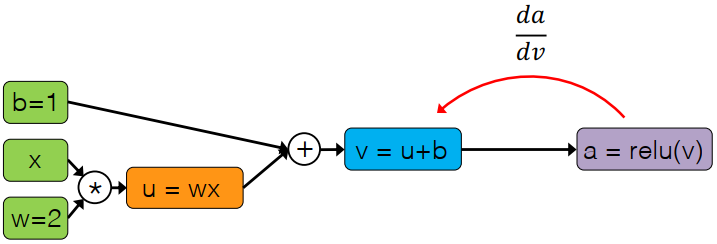 da
dv
b=1
x
w=2
*
u = wx
+
v = u+b
a = relu(v)